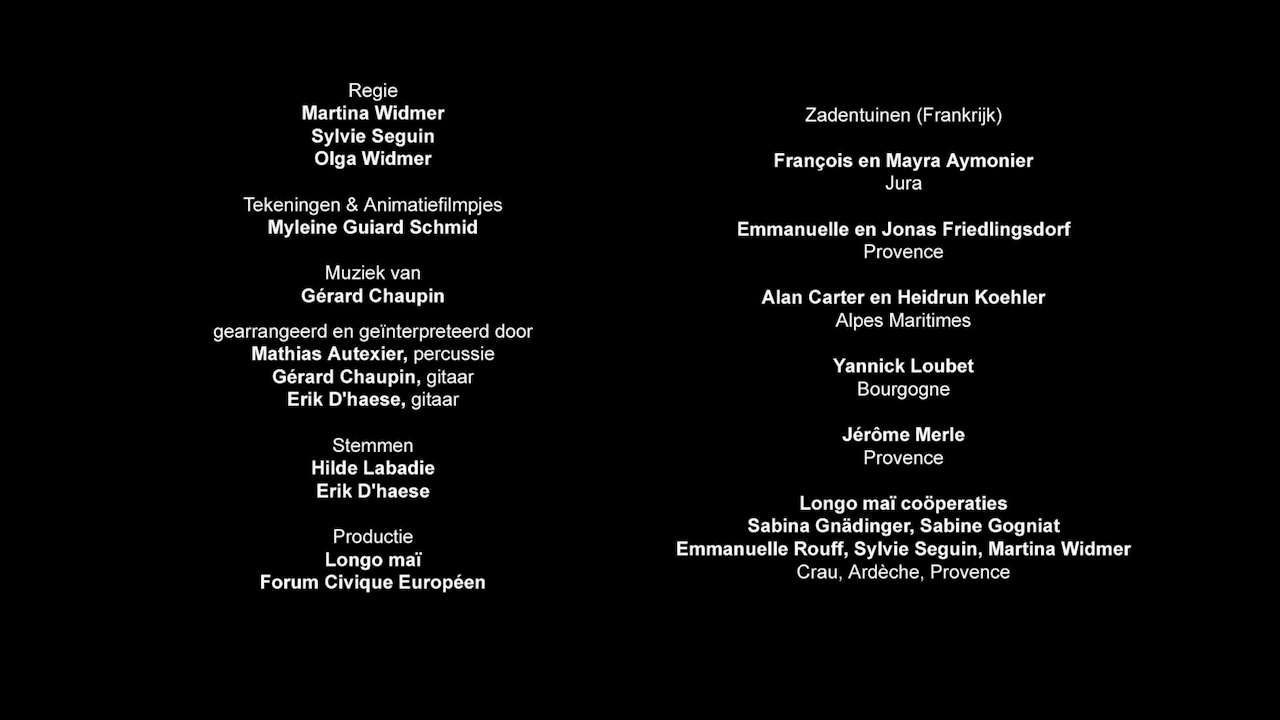 Regie
Martina Widmer
Sylvie Seguin
Olga Widmer
Tekeningen & Animatiefilmpjes
Myleine Guiard Schmid
Muziek van
Gérard Chaupin
gearrangeerd en geïnterpreteerd door
Mathias Autexier, percussie
Gérard Chaupin, gitaar
Erik D'haese, gitaar
Stemmen
Hilde Labadie
Erik D'haese
Productie
Longo maï
Forum Civique Européen
Zadentuinen (Frankrijk)
François en Mayra Aymonier
Jura
Emmanuelle en Jonas Friedlingsdorf
Provence
Alan Carter en Heidrun Koehler
Alpes Maritimes
Yannick Loubet
Bourgogne
Jérôme Merle
Provence
Longo maï coöperaties
Sabina Gnädinger, Sabine Gogniat
Emmanuelle Rouff, Sylvie Seguin, Martina Widmer
Crau, Ardèche, Provence